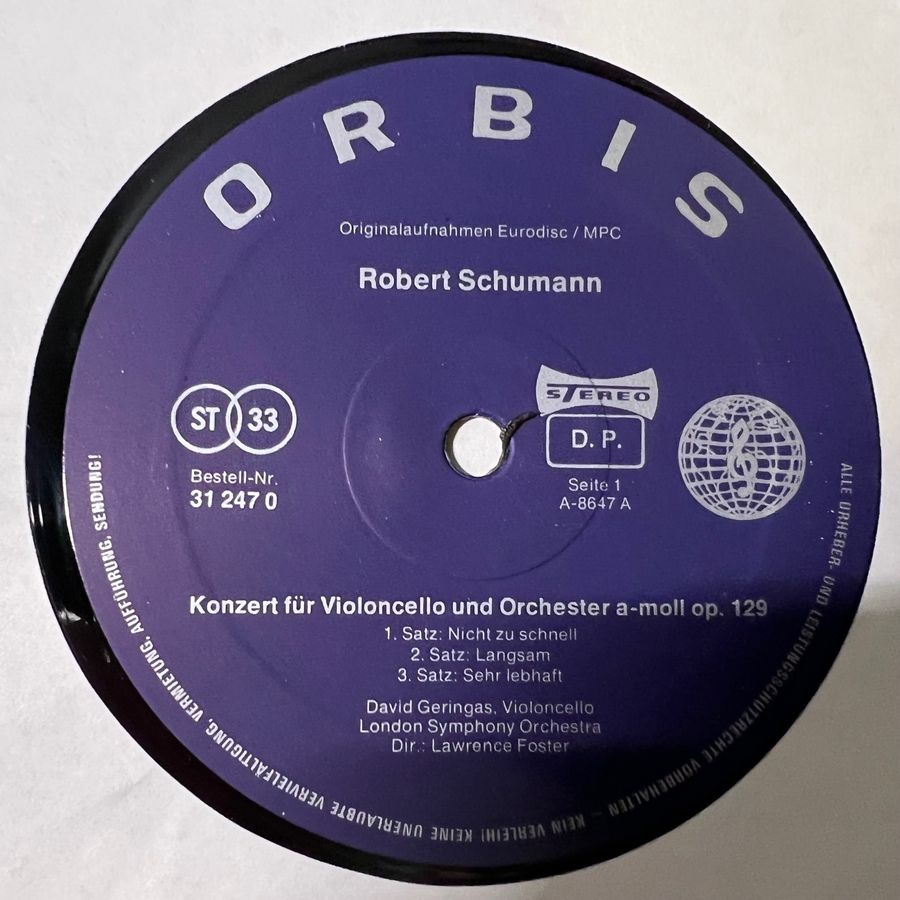 ORBIS
Originalaufnahmen Eurodisc / MPC
Robert Schumann
ST 33
Bestell-Nr.
31 247 0
STEREO
D. P.
Seite 1
A-8647 A
Konzert für Violoncello und Orchester a-moll op. 129
1. Satz: Nicht zu schnell
2. Satz: Langsam
3. Satz: Sehr lebhaft
David Geringas, Violoncello
London Symphony Orchestra
Dir.: Lawrence Foster
ALLE URHEBER- UND LEISTUNGSSCHUTZRECHTE VORBEHALTEN – KEIN VERLEIH! KEINE UNERLAUBTE VERVIELFÄLTIGUNG, VERMIETUNG, AUFFÜHRUNG, SENDUNG!